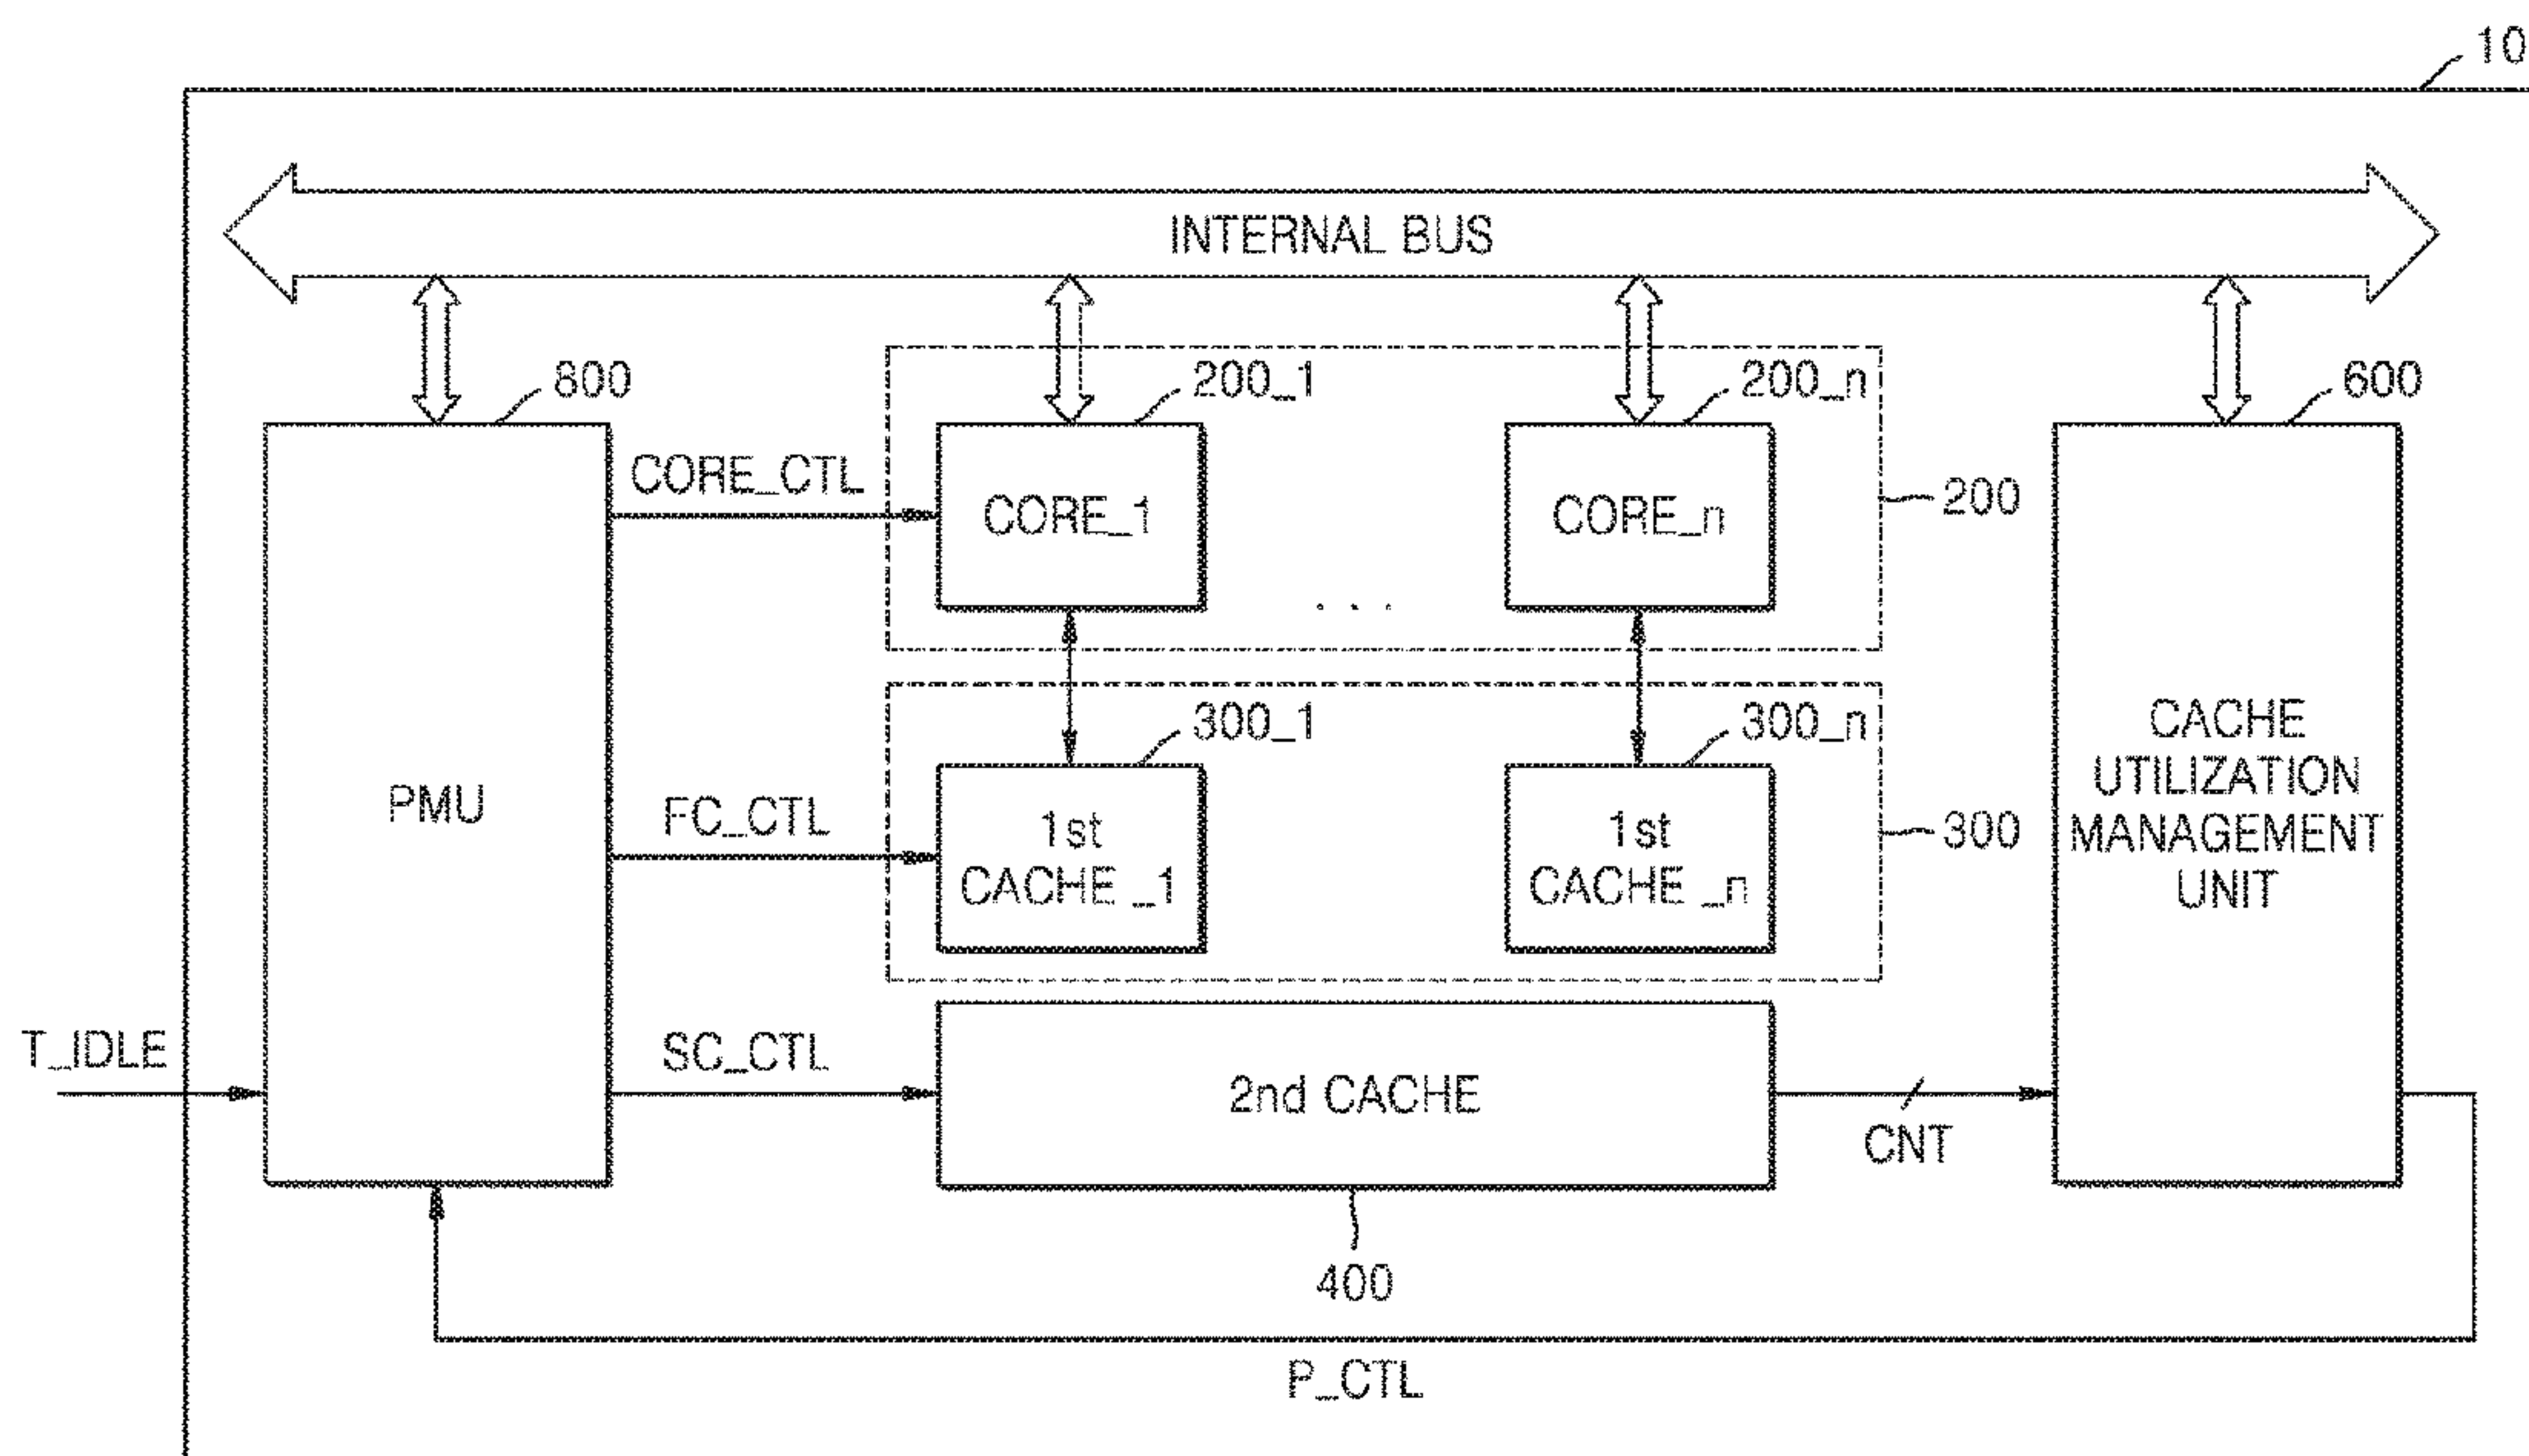 10
INTERNAL BUS
800
200_1
200_n
600
CORE_CTL
CORE_1
CORE_n
200
. . .
300_1
300_n
PMU
FC_CTL
1st
CACHE _1
1st
CACHE _n
300
CACHE
UTILIZATION
MANAGEMENT
UNIT
T_IDLE
SC_CTL
2nd CACHE
CNT
400
P_CTL